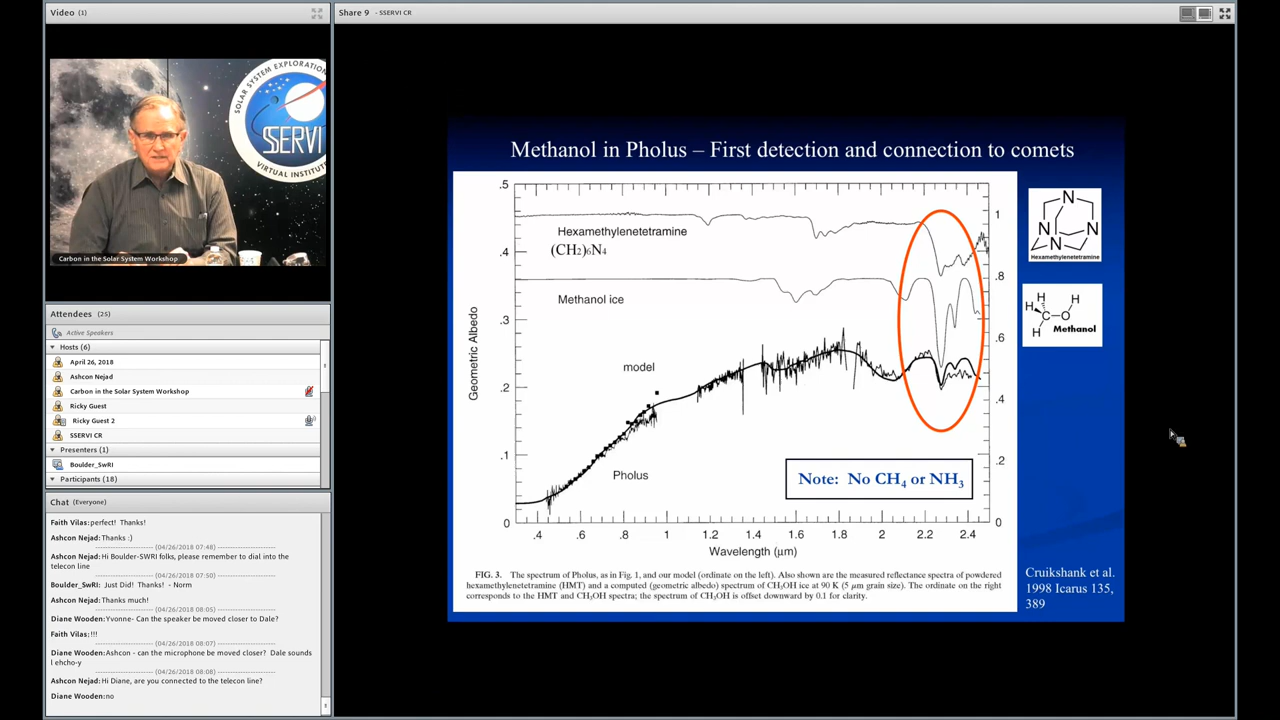 Video (1)
SOLAR SYSTEM EXPLORATION
SSERVI
VIRTUAL INSTITUTE
Carbon in the Solar System Workshop
Attendees (25)
Active Speakers
Hosts (6)
April 26, 2018
Ashcon Nejad
Carbon in the Solar System Workshop
Ricky Guest
Ricky Guest 2
SSERVI CR
Presenters (1)
Boulder_SwRI
Participants (18)
Chat (Everyone)
Faith Vilas: perfect! Thanks!
Ashcon Nejad: Thanks :)
(04/26/2018 07:48)
Ashcon Nejad: Hi Boulder-SWRI folks, please remember to dial into the
telecon line
(04/26/2018 07:50)
Boulder_SwRI: Just Did! Thanks! - Norm
Ashcon Nejad: Thanks much!
(04/26/2018 08:05)
Diane Wooden: Yvonne- Can the speaker be moved closer to Dale?
Faith Vilas: !!!
(04/26/2018 08:07)
Diane Wooden: Ashcon - can the microphone be moved closer? Dale sounds
l ehcho-y
(04/26/2018 08:08)
Ashcon Nejad: Hi Diane, are you connected to the telecon line?
Diane Wooden: no
Share 9 - SSERVI CR
Methanol in Pholus – First detection and connection to comets
.5
.4
.3
.2
.1
0
Geometric Albedo
Hexamethylenetetramine
(CH2)6N4
Methanol ice
model
Pholus
1
.8
.6
.4
.2
0
Note: No CH4 or NH3
.4 .6 .8 1 1.2 1.4 1.6 1.8 2 2.2 2.4
Wavelength (μm)
FIG. 3. The spectrum of Pholus, as in Fig. 1, and our model (ordinate on the left). Also shown are the measured reflectance spectra of powdered
hexamethylenetetramine (HMT) and a computed (geometric albedo) spectrum of CH3OH ice at 90 K (5 μm grain size). The ordinate on the right
corresponds to the HMT and CH3OH spectra; the spectrum of CH3OH is offset downward by 0.1 for clarity.
N
N N
N
Hexamethylenetetramine
H H
H C O
H
Methanol
Cruikshank et al.
1998 Icarus 135,
389